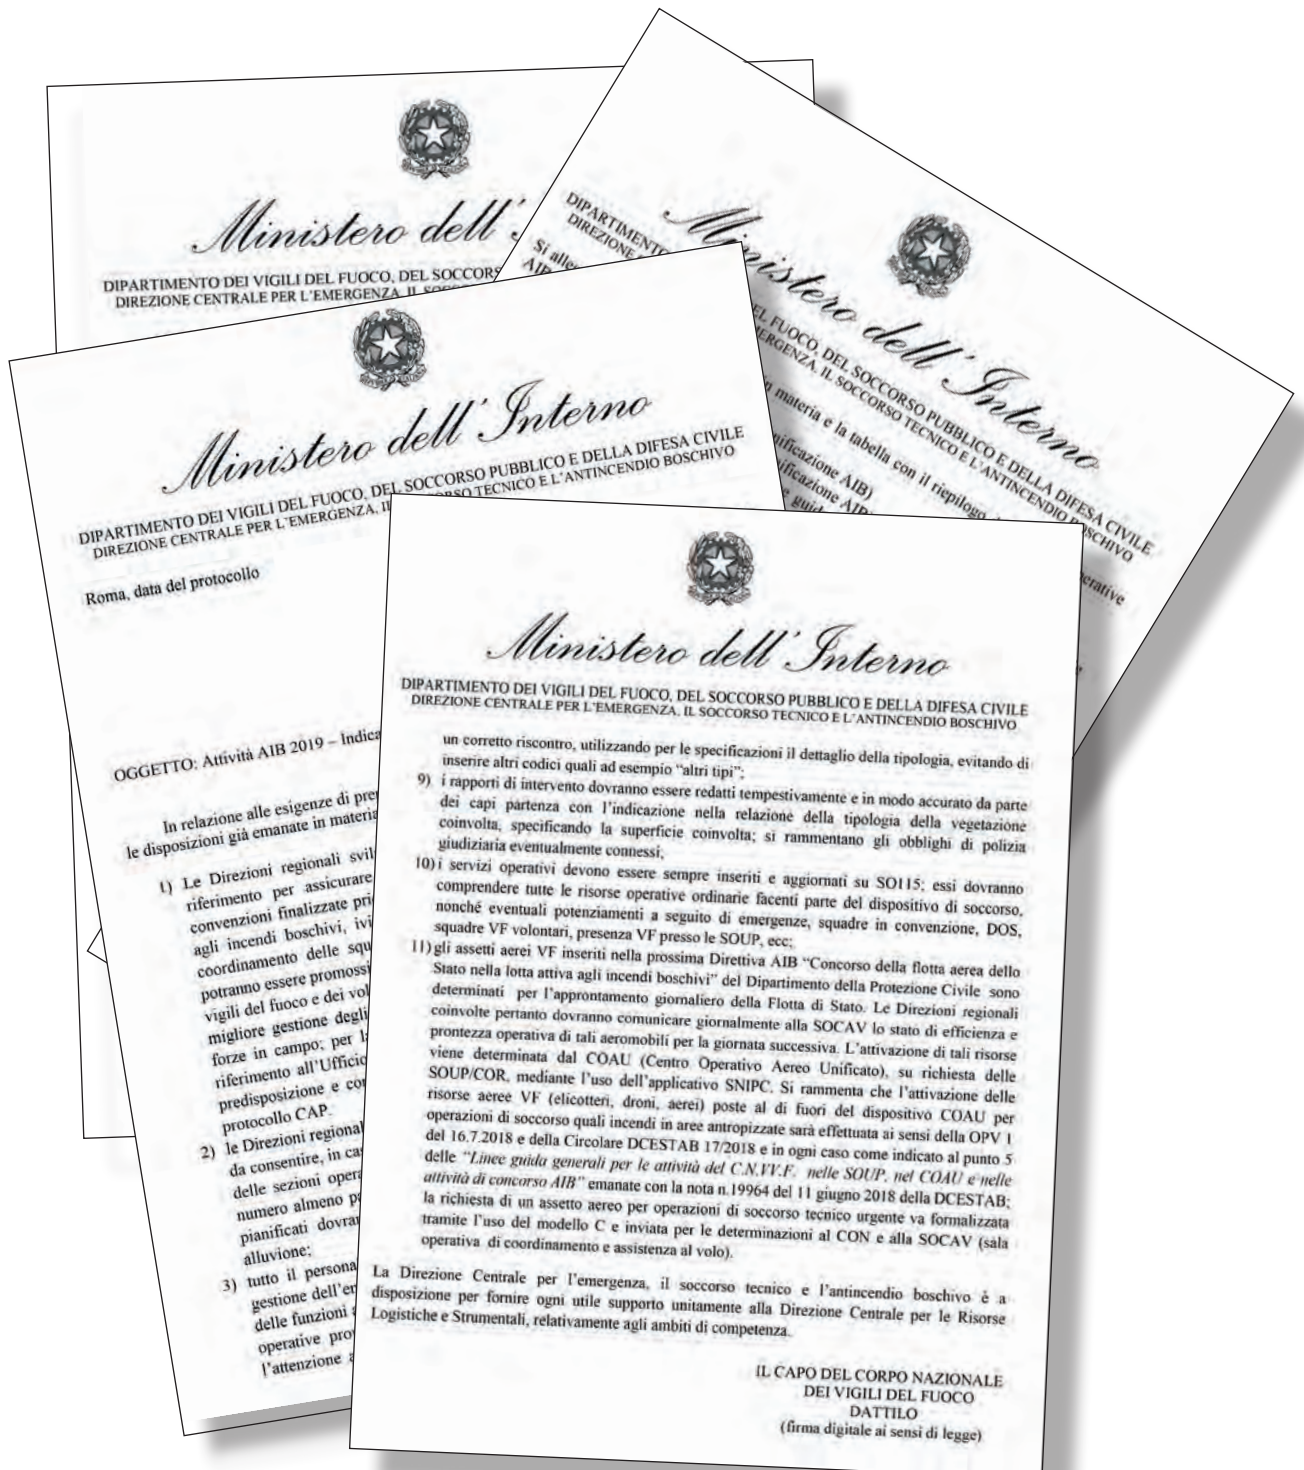 Ministero dell'
DIPARTIMENTO DEI VIGILI DEL FUOCO, DEL SOCCORS
DIREZIONE CENTRALE PER L'EMERGENZA, IL
Ministero dell'Interno
DIPARTIMENTO
EL FUOCO, DEL SOCCORSO PUBBLICO E DELLA DIFESA CIVILE
DIREZIONE
ERGENZA, IL SOCCORSO TECNICO E L'ANTINCENDIO BOSCHIVO
Si alle
AIB
in materia e la tabella con il riepilogo
nificazione AIB)
nificazione AIB
e guid
erative
Ministero dell'Interno
DIPARTIMENTO DEI VIGILI DEL FUOCO, DEL SOCCORSO PUBBLICO E DELLA DIFESA CIVILE
DIREZIONE CENTRALE PER L'EMERGENZA, IL SOCCORSO TECNICO E L'ANTINCENDIO BOSCHIVO
Roma, data del protocollo
OGGETTO: Attività AIB 2019 – Indica
In relazione alle esigenze di pre
le disposizioni già emanate in materia
1) Le Direzioni regionali svil
riferimento per assicurare
convenzioni finalizzate pri
agli incendi boschivi, ivi
coordinamento delle squ
potranno essere promossi
vigili del fuoco e dei vol
migliore gestione degli
forze in campo; per l
riferimento all'Ufficio
predisposizione e co
protocollo CAP.
2) le Direzioni regional
da consentire, in ca
delle sezioni opera
numero almeno p
pianificati dovra
alluvione;
3) tutto il persona
gestione dell'e
delle funzioni
operative pro
l'attenzione a
Ministero dell'Interno
DIPARTIMENTO DEI VIGILI DEL FUOCO, DEL SOCCORSO PUBBLICO E DELLA DIFESA CIVILE
DIREZIONE CENTRALE PER L'EMERGENZA, IL SOCCORSO TECNICO E L'ANTINCENDIO BOSCHIVO
un corretto riscontro, utilizzando per le specificazioni il dettaglio della tipologia, evitando di
inserire altri codici quali ad esempio "altri tipi";
9) i rapporti di intervento dovranno essere redatti tempestivamente e in modo accurato da parte
dei capi partenza con l'indicazione nella relazione della tipologia della vegetazione
coinvolta, specificando la superficie coinvolta; si rammentano gli obblighi di polizia
giudiziaria eventualmente connessi;
10) i servizi operativi devono essere sempre inseriti e aggiornati su SO115; essi dovranno
comprendere tutte le risorse operative ordinarie facenti parte del dispositivo di soccorso,
nonché eventuali potenziamenti a seguito di emergenze, squadre in convenzione, DOS,
squadre VF volontari, presenza VF presso le SOUP, ecc;
11) gli assetti aerei VF inseriti nella prossima Direttiva AIB "Concorso della flotta aerea dello
Stato nella lotta attiva agli incendi boschivi" del Dipartimento della Protezione Civile sono
determinati per l'approntamento giornaliero della Flotta di Stato. Le Direzioni regionali
coinvolte pertanto dovranno comunicare giornalmente alla SOCAV lo stato di efficienza e
prontezza operativa di tali aeromobili per la giornata successiva. L'attivazione di tali risorse
viene determinata dal COAU (Centro Operativo Aereo Unificato), su richiesta delle
SOUP/COR, mediante l'uso dell'applicativo SNIPC. Si rammenta che l'attivazione delle
risorse aeree VF (elicotteri, droni, aerei) poste al di fuori del dispositivo COAU per
operazioni di soccorso quali incendi in aree antropizzate sarà effettuata ai sensi della OPV 1
del 16.7.2018 e della Circolare DCESTAB 17/2018 e in ogni caso come indicato al punto 5
delle "Linee guida generali per le attività del C.N.VV.F. nelle SOUP, nel COAU e nelle
attività di concorso AIB" emanate con la nota n.19964 del 11 giugno 2018 della DCESTAB;
la richiesta di un assetto aereo per operazioni di soccorso tecnico urgente va formalizzata
tramite l'uso del modello C e inviata per le determinazioni al CON e alla SOCAV (sala
operativa di coordinamento e assistenza al volo).
La Direzione Centrale per l'emergenza, il soccorso tecnico e l'antincendio boschivo è a
disposizione per fornire ogni utile supporto unitamente alla Direzione Centrale per le Risorse
Logistiche e Strumentali, relativamente agli ambiti di competenza.
IL CAPO DEL CORPO NAZIONALE
DEI VIGILI DEL FUOCO
DATTILO
(firma digitale ai sensi di legge)